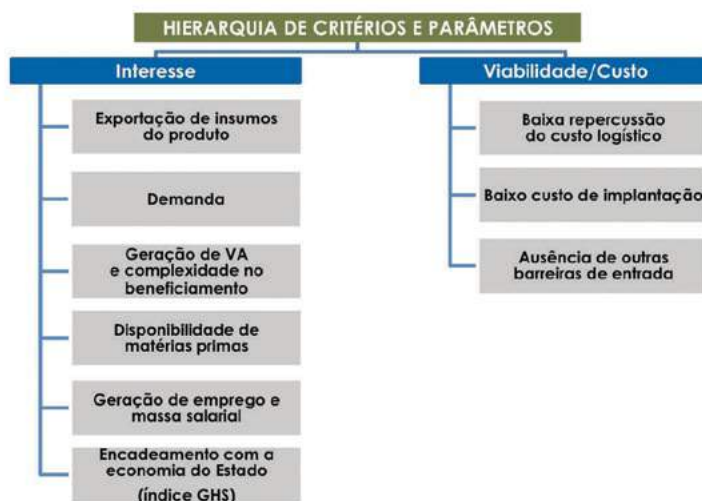 HIERARQUIA DE CRITÉRIOS E PARÂMETROS
Interesse
Exportação de insumos
do produto
Demanda
Geração de VA
e complexidade no
beneficiamento
Disponibilidade de
matérias primas
Geração de emprego e
massa salarial
Encadeamento com a
economia do Estado
(índice GHS)
Viabilidade/Custo
Baixa repercussão
do custo logístico
Baixo custo de implantação
Ausência de outras
barreiras de entrada